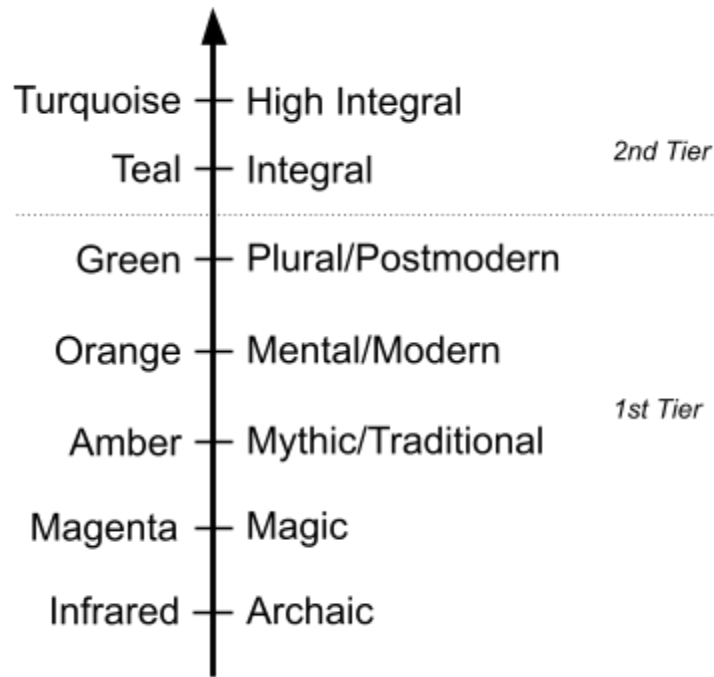 Turquoise High Integral
2nd Tier
Teal Integral
Green Plural/Postmodern
Orange Mental/Modern
1st Tier
Amber Mythic/Traditional
Magenta Magic
Infrared Archaic